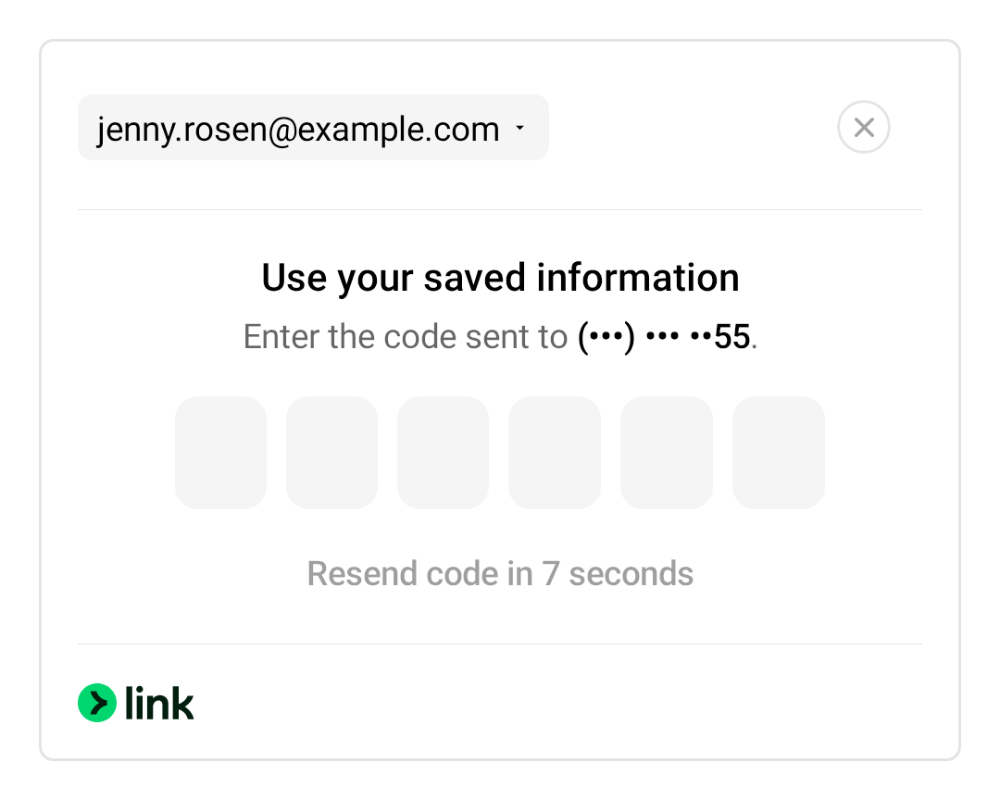 jenny.rosen@example.com
Use your saved information
Enter the code sent to (•••) ••• ••55.
Resend code in 7 seconds
link